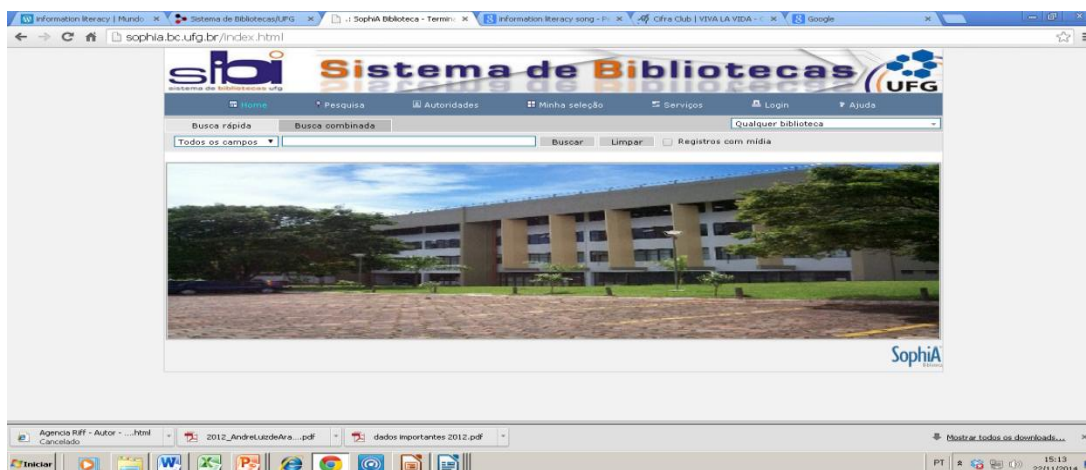 information literacy | Mundo
Sistema de Bibliotecas/UFG
.: SophiA Biblioteca - Termin
information literacy song - P
Cifra Club | VIVA LA VIDA - C
Google
sophia.bc.ufg.br/index.html
sibi
sistema de bibliotecas ufg
Sistema de Bibliotecas
UFG
Home
Pesquisa
Autoridades
Minha seleção
Serviços
Login
Ajuda
Busca rápida
Busca combinada
Qualquer biblioteca
Todos os campos
Buscar
Limpar
Registros com mídia
SophiA
Biblioteca
Agencia Riff - Autor - ....html
Cancelado
2012_AndreLuizdeAra....pdf
dados importantes 2012.pdf
Mostrar todos os downloads...
Iniciar
PT
15:13